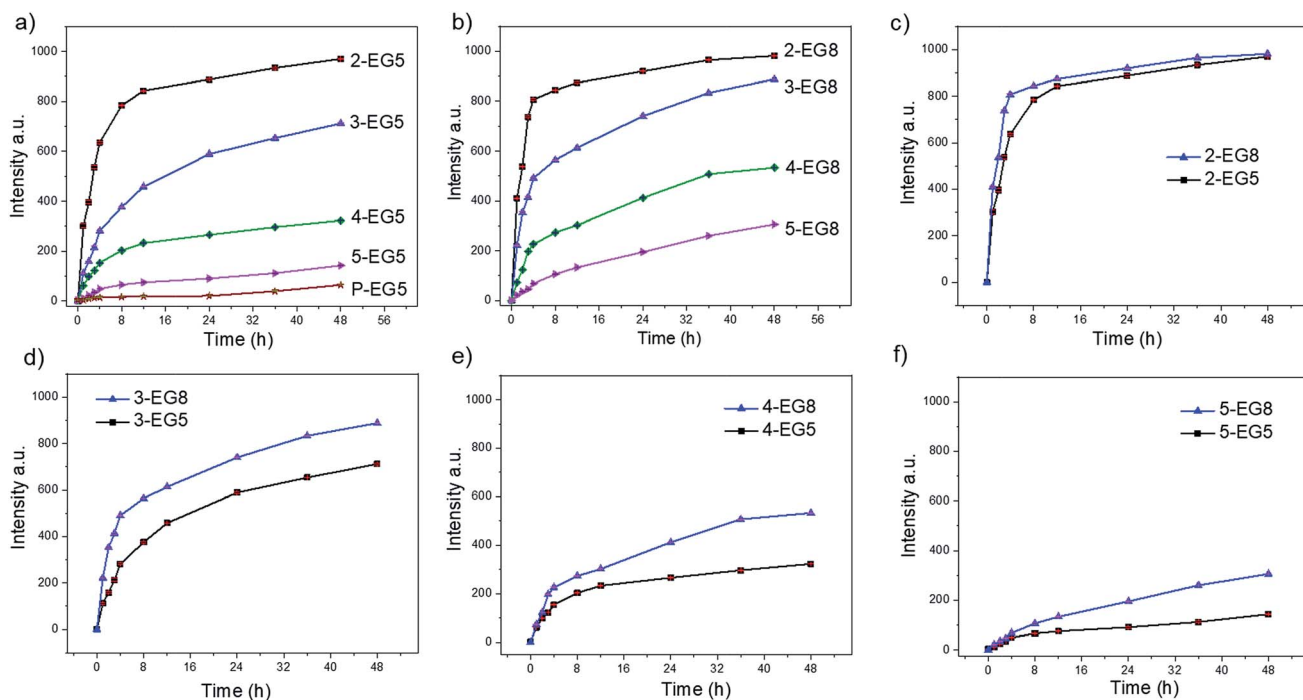 a)
1000
800
600
400
200
0
Intensity a.u.
2-EG5
3-EG5
4-EG5
5-EG5
P-EG5
0 8 16 24 32 40 48 56
Time (h)
b)
1000
800
600
400
200
0
Intensity a.u.
2-EG8
3-EG8
4-EG8
5-EG8
0 8 16 24 32 40 48 56
Time (h)
c)
1000
800
600
400
200
0
Intensity a.u.
2-EG8
2-EG5
0 8 16 24 32 40 48
Time (h)
d)
1000
800
600
400
200
0
Intensity a.u.
3-EG8
3-EG5
0 8 16 24 32 40 48
Time (h)
e)
1000
800
600
400
200
0
Intensity a.u.
4-EG8
4-EG5
0 8 16 24 32 40 48
Time (h)
f)
1000
800
600
400
200
0
Intensity a.u.
5-EG8
5-EG5
0 8 16 24 32 40 48
Time (h)